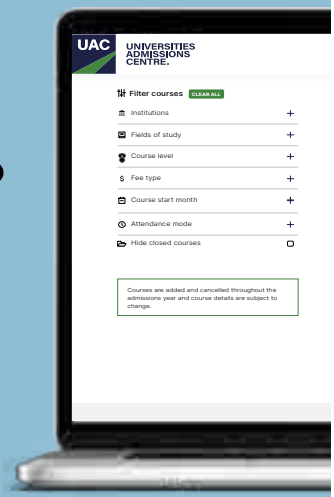 UAC
UNIVERSITIES
ADMISSIONS
CENTRE.
Filter courses CLEAR ALL
Institutions
Fields of study
Course level
Fee type
Course start month
Attendance mode
Hide closed courses
Courses are added and cancelled throughout the
admissions year and course details are subject to
change.